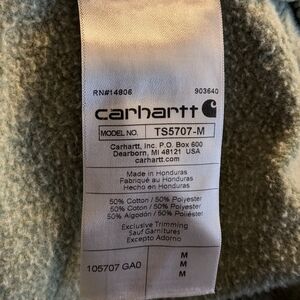 RN#14806 903640
carhartt
MODEL NO. TS5707-M
Carhartt, Inc. P.O. Box 600
Dearborn, MI 48121 USA
carhartt.com
Made in Honduras
Fabriqué au Honduras
Hecho en Honduras
50% Cotton / 50% Polyester
50% Coton / 50% Polyester
50% Algodón / 50% Poliéster
Exclusive Trimming
Sauf Garnitures
Excepto Adorno
105707 GA0 M
M
M